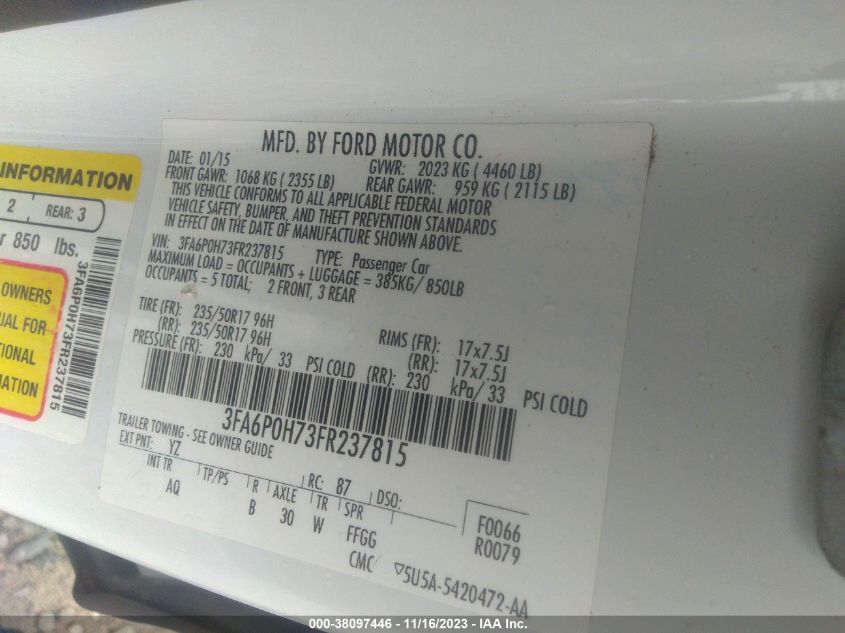 INFORMATION
2 REAR: 3
850 lbs.
OWNERS
FOR
3FA6P0H73FR237815
MFD. BY FORD MOTOR CO.
DATE: 01/15 GVWR: 2023 KG ( 4460 LB)
FRONT GAWR: 1068 KG ( 2355 LB) REAR GAWR: 959 KG ( 2115 LB)
THIS VEHICLE CONFORMS TO ALL APPLICABLE FEDERAL MOTOR
VEHICLE SAFETY, BUMPER, AND THEFT PREVENTION STANDARDS
IN EFFECT ON THE DATE OF MANUFACTURE SHOWN ABOVE.
VIN: 3FA6P0H73FR237815 TYPE: Passenger Car
MAXIMUM LOAD = OCCUPANTS + LUGGAGE = 385KG/ 850LB
OCCUPANTS = 5 TOTAL; 2 FRONT, 3 REAR
TIRE (FR): 235/50R17 96H RIMS (FR): 17x7.5J
(RR): 235/50R17 96H (RR): 17x7.5J
PRESSURE (FR): 230 kPa/ 33 PSI COLD (RR): 230 kPa/ 33 PSI COLD
3FA6P0H73FR237815
TRAILER TOWING - SEE OWNER GUIDE
EXT PNT: YZ RC: 87 DSO:
INT TR TP/PS R AXLE TR SPR
AQ B 30 W FFGG
F0066
R0079
CMC 5U5A-5420472-AA
000-38097446 - 11/16/2023 - IAA Inc.